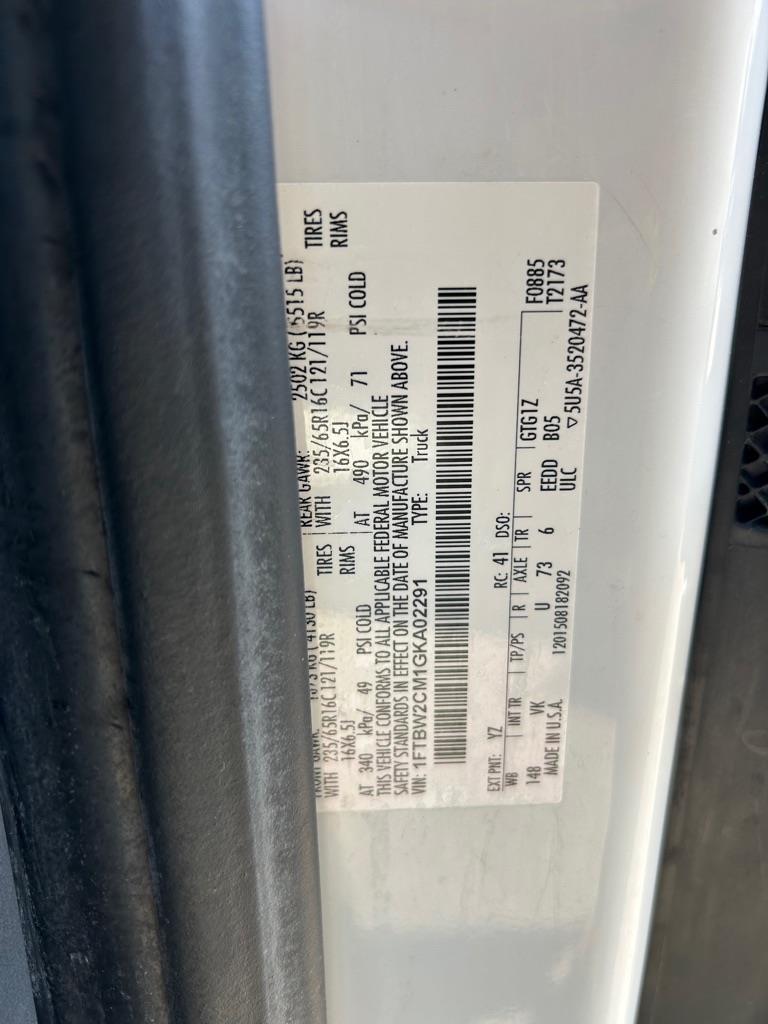 REAR GAWR: 2502 KG (5515 LB)
WITH 235/65R16C121/119R TIRES
16X6.5J RIMS
AT 490 kPa/ 71 PSI COLD
FRONT GAWR: KG (4130 LB)
WITH 235/65R16C121/119R TIRES
16X6.5J RIMS
AT 340 kPa/ 49 PSI COLD
THIS VEHICLE CONFORMS TO ALL APPLICABLE FEDERAL MOTOR VEHICLE
SAFETY STANDARDS IN EFFECT ON THE DATE OF MANUFACTURE SHOWN ABOVE.
VIN: 1FTBW2CM1GKA02291 TYPE: Truck
EXT PNT: YZ RC: 41 DSO: F0885
WB INT TR TP/PS R AXLE TR SPR GTG1Z T2173
148 VK U 73 6 EEDD B05
ULC ▽5U5A-3520472-AA
MADE IN U.S.A. 1201508182092